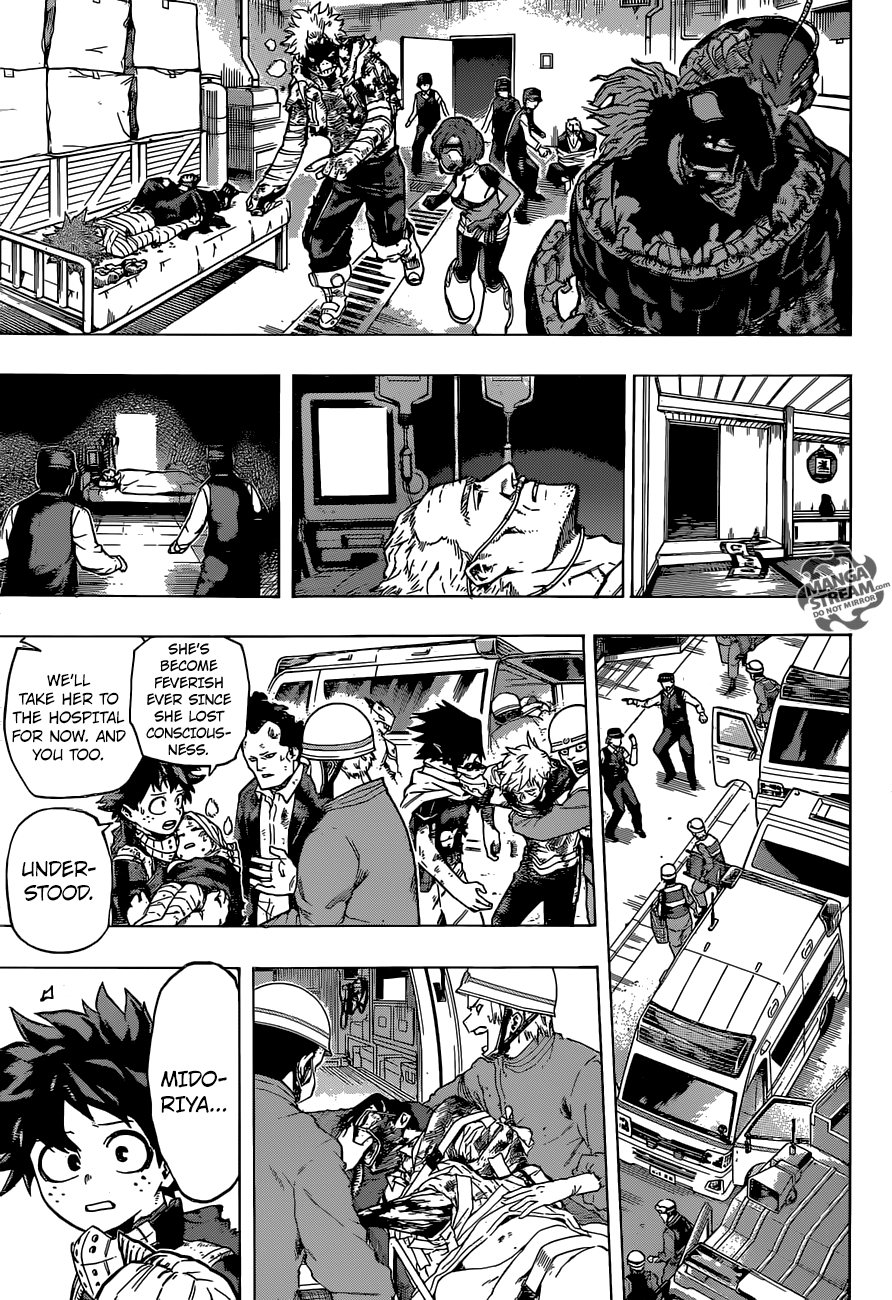 MANGA
STREAM.com
DO NOT MIRROR
SHE'S
BECOME
FEVERISH
EVER SINCE
SHE LOST
CONSCIOUS-
NESS.
WE'LL
TAKE HER TO
THE HOSPITAL
FOR NOW. AND
YOU TOO.
UNDER-
STOOD.
MIDO-
RIYA...